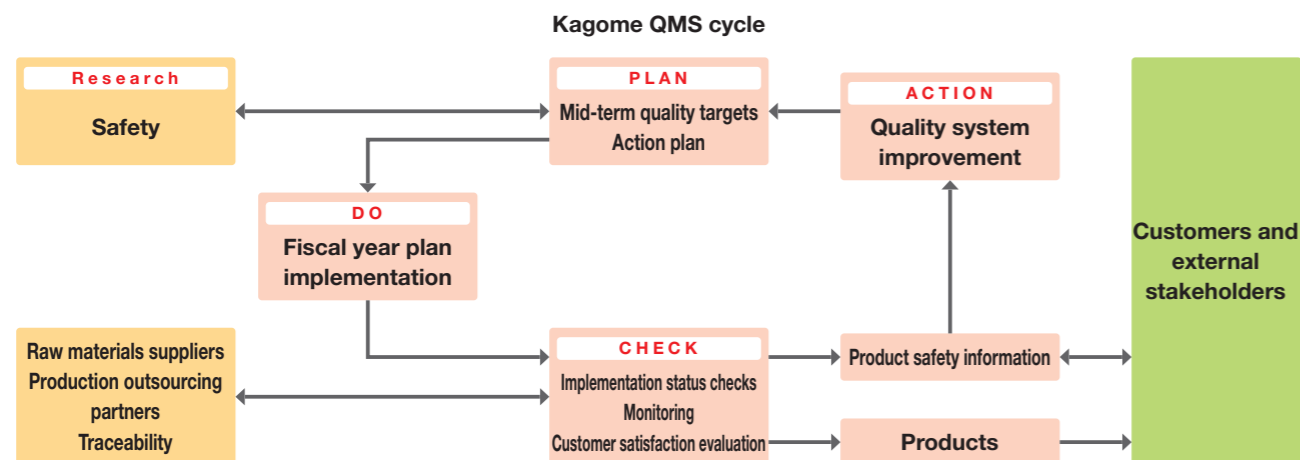 Kagome QMS cycle
Research
Safety
PLAN
Mid-term quality targets
Action plan
ACTION
Quality system
improvement
DO
Fiscal year plan
implementation
Customers and
external
stakeholders
Raw materials suppliers
Production outsourcing
partners
Traceability
CHECK
Implementation status checks
Monitoring
Customer satisfaction evaluation
Product safety information
Products